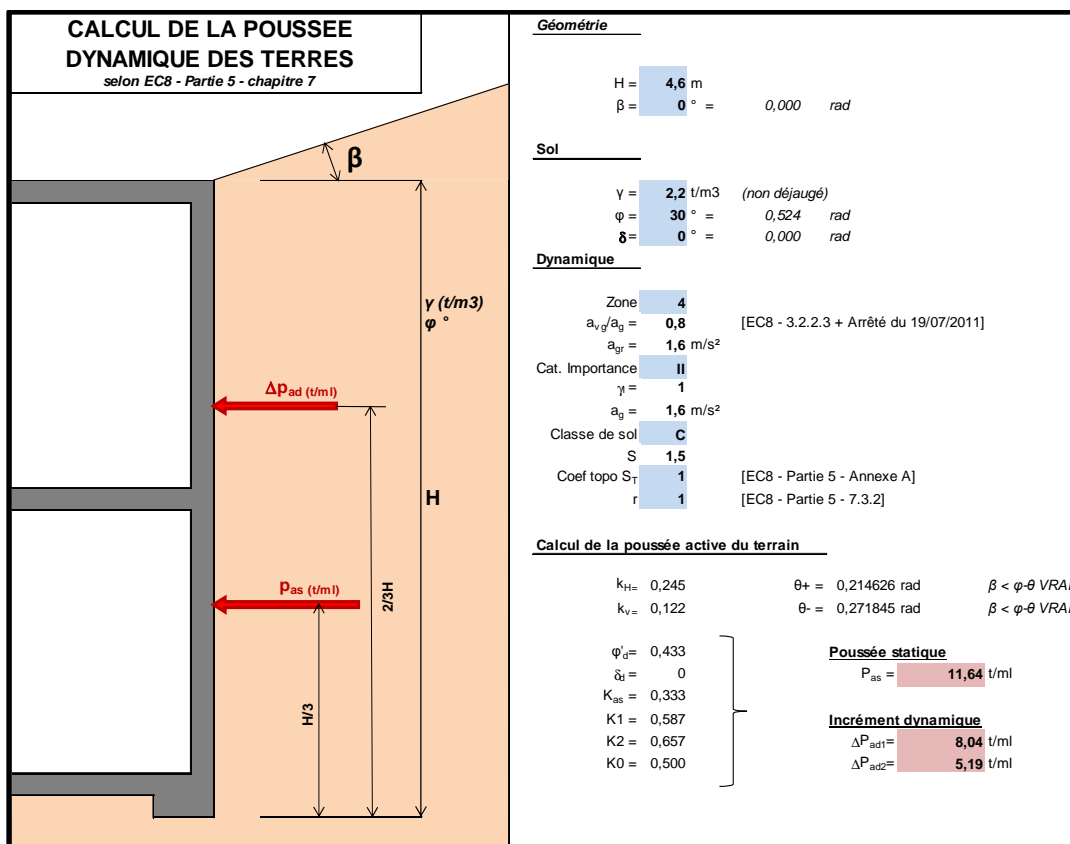 CALCUL DE LA POUSSEE
DYNAMIQUE DES TERRES
selon EC8 - Partie 5 - chapitre 7
β
γ (t/m3)
φ °
Δpad (t/ml)
H
pas (t/ml)
2/3H
H/3
Géométrie
H = 4,6 m
β = 0 ° = 0,000 rad
Sol
γ = 2,2 t/m3 (non déjaugé)
φ = 30 ° = 0,524 rad
δ = 0 ° = 0,000 rad
Dynamique
Zone 4
avg/ag = 0,8 [EC8 - 3.2.2.3 + Arrêté du 19/07/2011]
agr = 1,6 m/s²
Cat. Importance II
γI = 1
ag = 1,6 m/s²
Classe de sol C
S 1,5
Coef topo ST 1 [EC8 - Partie 5 - Annexe A]
r 1 [EC8 - Partie 5 - 7.3.2]
Calcul de la poussée active du terrain
kH= 0,245 θ+ = 0,214626 rad β < φ-θ VRAI
kv= 0,122 θ- = 0,271845 rad β < φ-θ VRAI
φ'd= 0,433
δd = 0
Kas = 0,333
K1 = 0,587
K2 = 0,657
K0 = 0,500
Poussée statique
Pas = 11,64 t/ml
Incrément dynamique
ΔPad1= 8,04 t/ml
ΔPad2= 5,19 t/ml